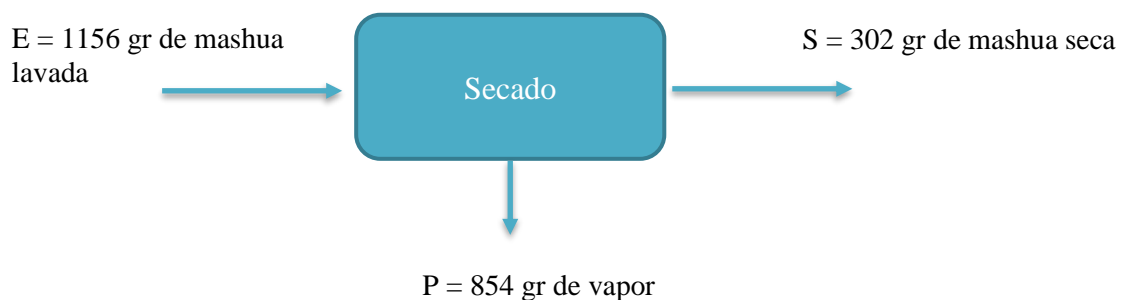 E = 1156 gr de mashua
lavada
S = 302 gr de mashua seca
Secado
P = 854 gr de vapor